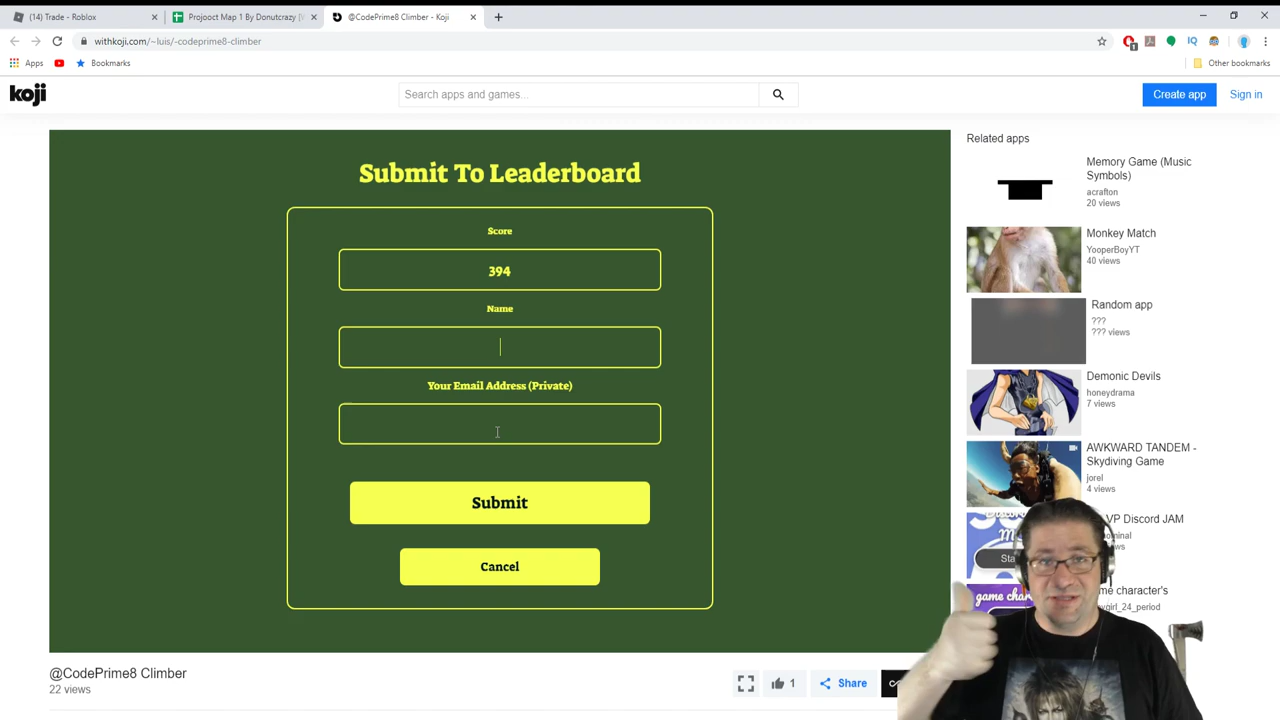 (14) Trade - Roblox
Projooct Map 1 By Donutcrazy [
@CodePrime8 Climber - Koji
withkoji.com/~luis/-codeprime8-climber
Apps
Bookmarks
Other bookmarks
koji
Search apps and games...
Create app
Sign in
Submit To Leaderboard
Score
394
Name
Your Email Address (Private)
Submit
Cancel
Related apps
Memory Game (Music
Symbols)
acrafton
20 views
Monkey Match
YooperBoyYT
40 views
Random app
???
??? views
Demonic Devils
honeydrama
7 views
AWKWARD TANDEM -
Skydiving Game
jorel
4 views
VP Discord JAM
game char
@CodePrime8 Climber
22 views
1
Share